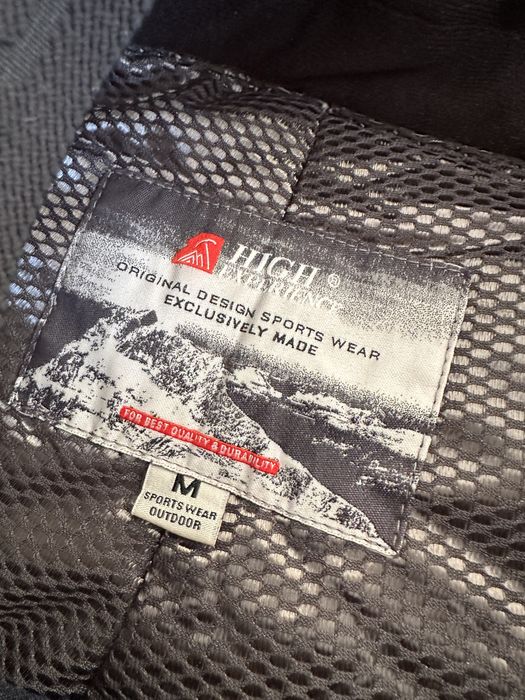 HIGH ®
EXPERIENCE
ORIGINAL DESIGN SPORTS WEAR
EXCLUSIVELY MADE
FOR BEST QUALITY & DURABILITY
M
SPORTS WEAR
OUTDOOR